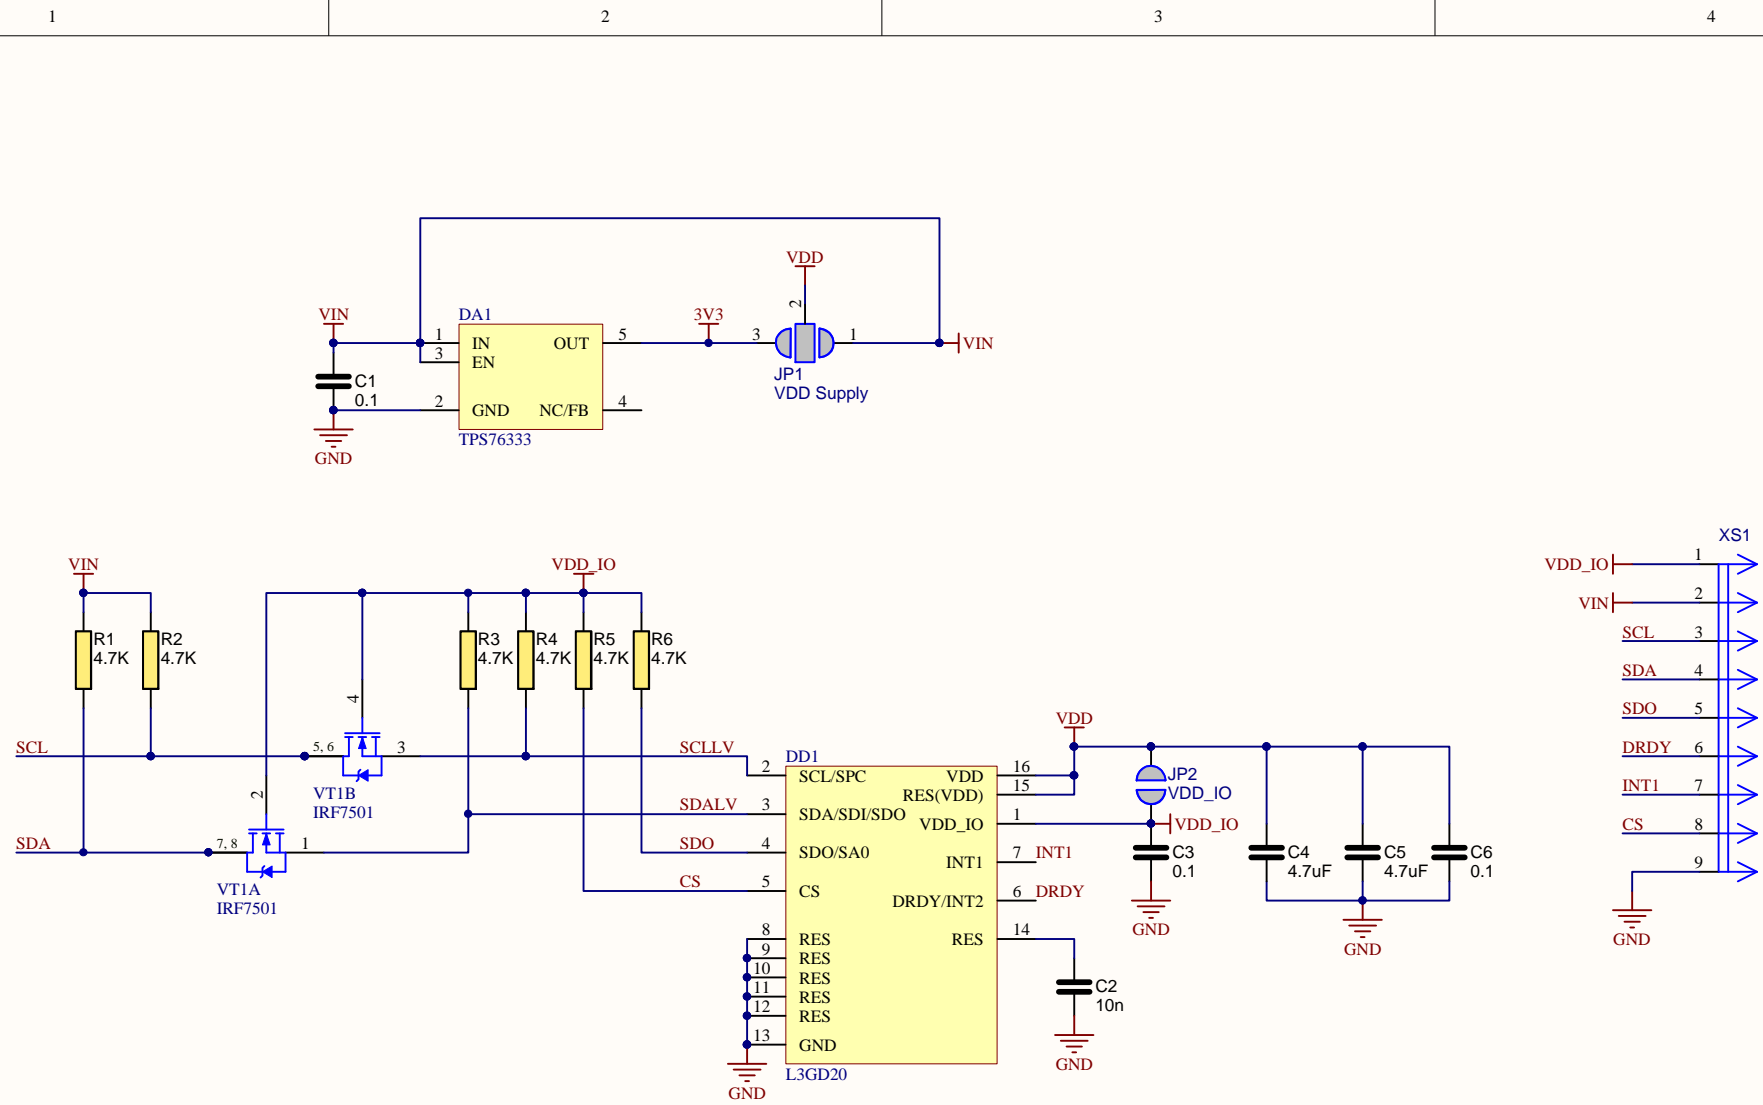 1 2 3 4
VDD
2
VIN
DA1
3V3
1 IN OUT 5 3 1 VIN
3 EN
JP1
VDD Supply
C1
0.1
2 GND NC/FB 4
TPS76333
GND
XS1
VIN VDD_IO
VDD_IO 1
VIN 2
R1 R2 R3 R4 R5 R6
4.7K 4.7K 4.7K 4.7K 4.7K 4.7K
SCL 3
SDA 4
SDO 5
DRDY 6
INT1 7
CS 8
9
GND
4
SCL 5, 6 3 SCLLV
VT1B
IRF7501
2
SDA 7, 8 1
VT1A
IRF7501
SDALV
SDO
CS
DD1
2 SCL/SPC VDD 16
RES(VDD) 15
3 SDA/SDI/SDO
VDD_IO 1
4 SDO/SA0
INT1 7 INT1
5 CS
DRDY/INT2 6 DRDY
8 RES RES 14
9 RES
10 RES
11 RES
12 RES
13 GND
L3GD20
GND
VDD
JP2
VDD_IO
VDD_IO
C3
0.1
GND
C4
4.7uF
C5
4.7uF
C6
0.1
GND
C2
10n
GND